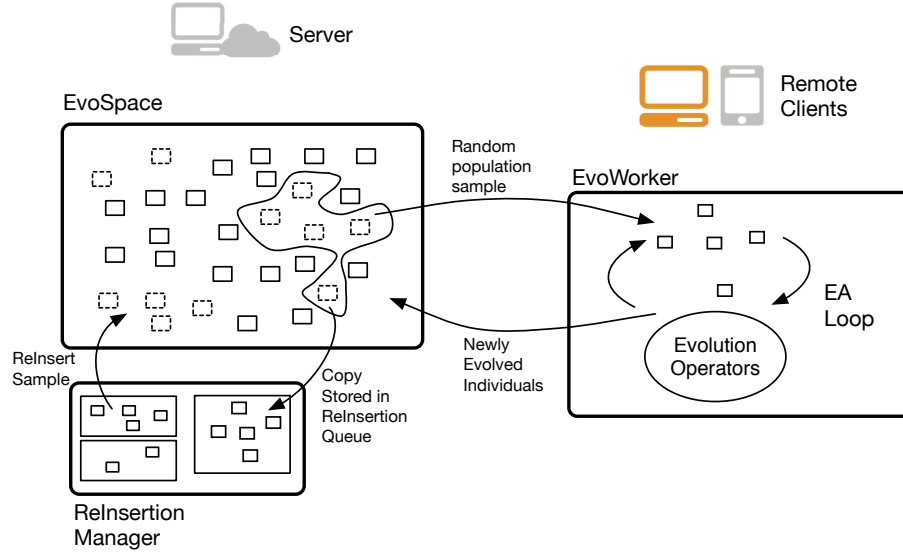 Server
EvoSpace
Remote
Clients
Random
population
sample
EvoWorker
EA
Loop
Evolution
Operators
Newly
Evolved
Individuals
ReInsert
Sample
Copy
Stored in
ReInsertion
Queue
ReInsertion
Manager